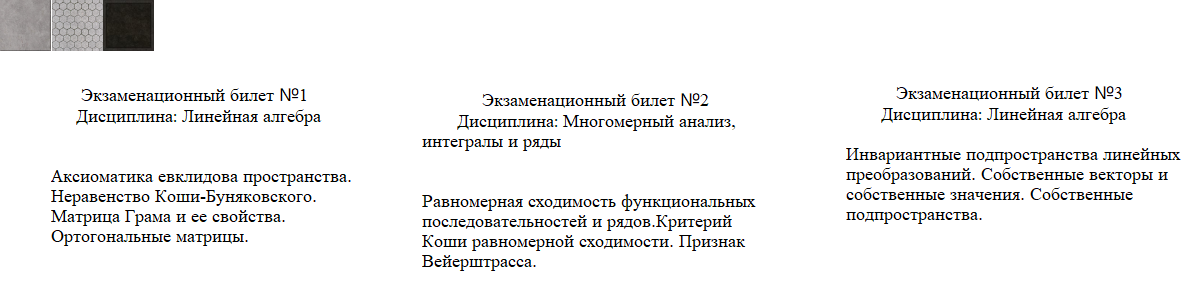 Экзаменационный билет №1
Дисциплина: Линейная алгебра
Аксиоматика евклидова пространства.
Неравенство Коши-Буняковского.
Матрица Грама и ее свойства.
Ортогональные матрицы.
Экзаменационный билет №2
Дисциплина: Многомерный анализ,
интегралы и ряды
Равномерная сходимость функциональных
последовательностей и рядов.Критерий
Коши равномерной сходимости. Признак
Вейерштрасса.
Экзаменационный билет №3
Дисциплина: Линейная алгебра
Инвариантные подпространства линейных
преобразований. Собственные векторы и
собственные значения. Собственные
подпространства.